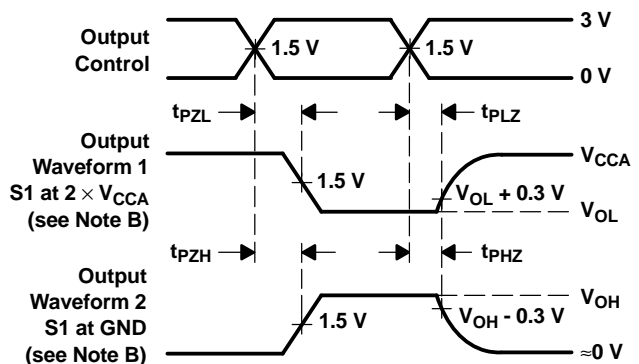 3 V
Output
Control
1.5 V
1.5 V
0 V
tPZL
tPLZ
Output
Waveform 1
S1 at 2 × VCCA
(see Note B)
VCCA
1.5 V
VOL + 0.3 V
VOL
tPZH
tPHZ
Output
Waveform 2
S1 at GND
(see Note B)
VOH
1.5 V
VOH - 0.3 V
≈0 V